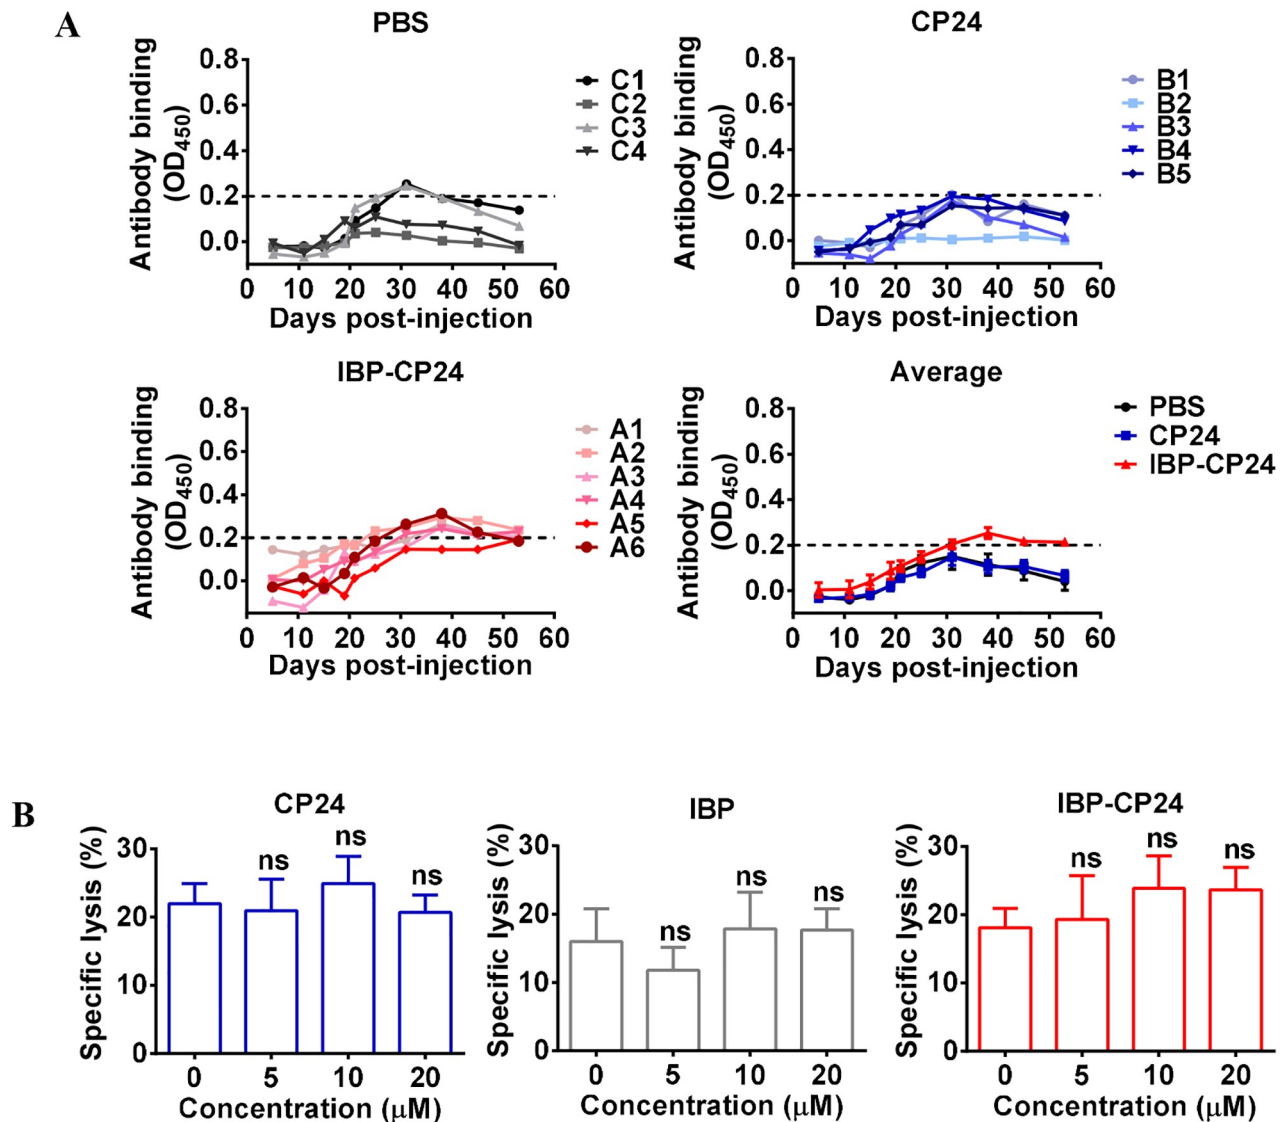 A
PBS
Antibody binding
(OD450)
0.8
0.6
0.4
0.2
0.0
0 10 20 30 40 50 60
Days post-injection
C1
C2
C3
C4
CP24
Antibody binding
(OD450)
0.8
0.6
0.4
0.2
0.0
0 10 20 30 40 50 60
Days post-injection
B1
B2
B3
B4
B5
IBP-CP24
Antibody binding
(OD450)
0.8
0.6
0.4
0.2
0.0
0 10 20 30 40 50 60
Days post-injection
A1
A2
A3
A4
A5
A6
Average
Antibody binding
(OD450)
0.8
0.6
0.4
0.2
0.0
0 10 20 30 40 50 60
Days post-injection
PBS
CP24
IBP-CP24
B
CP24
Specific lysis (%)
30
20
10
0
ns ns ns
0 5 10 20
Concentration (μM)
IBP
Specific lysis (%)
30
20
10
0
ns ns ns
0 5 10 20
Concentration (μM)
IBP-CP24
Specific lysis (%)
30
20
10
0
ns ns ns
0 5 10 20
Concentration (μM)